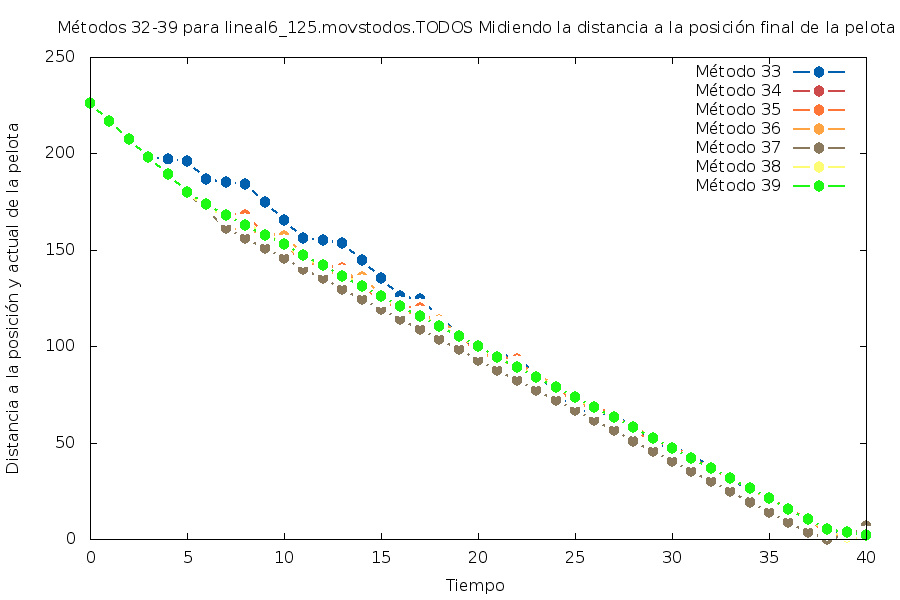 Métodos 32-39 para lineal6_125.movstodos.TODOS Midiendo la distancia a la posición final de la pelota
Distancia a la posición y actual de la pelota
250
200
150
100
50
0
Método 33
Método 34
Método 35
Método 36
Método 37
Método 38
Método 39
0 5 10 15 20 25 30 35 40
Tiempo